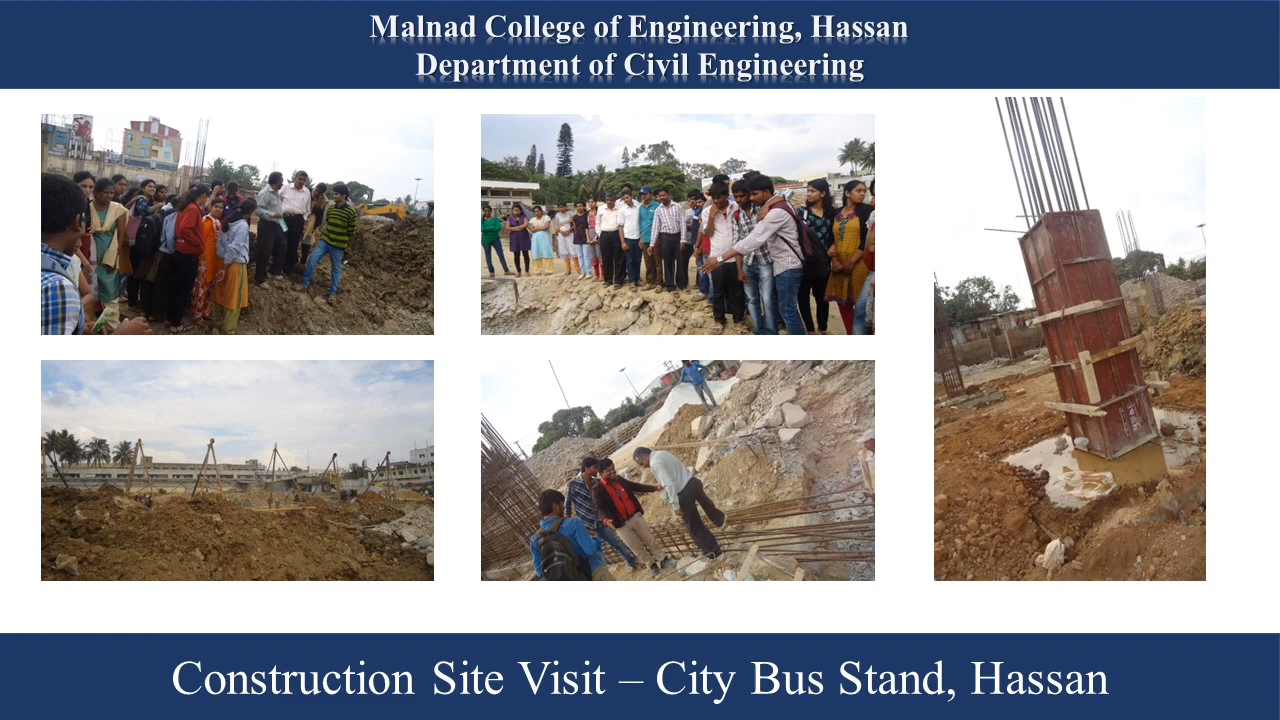 Malnad College of Engineering, Hassan
Department of Civil Engineering
Construction Site Visit – City Bus Stand, Hassan